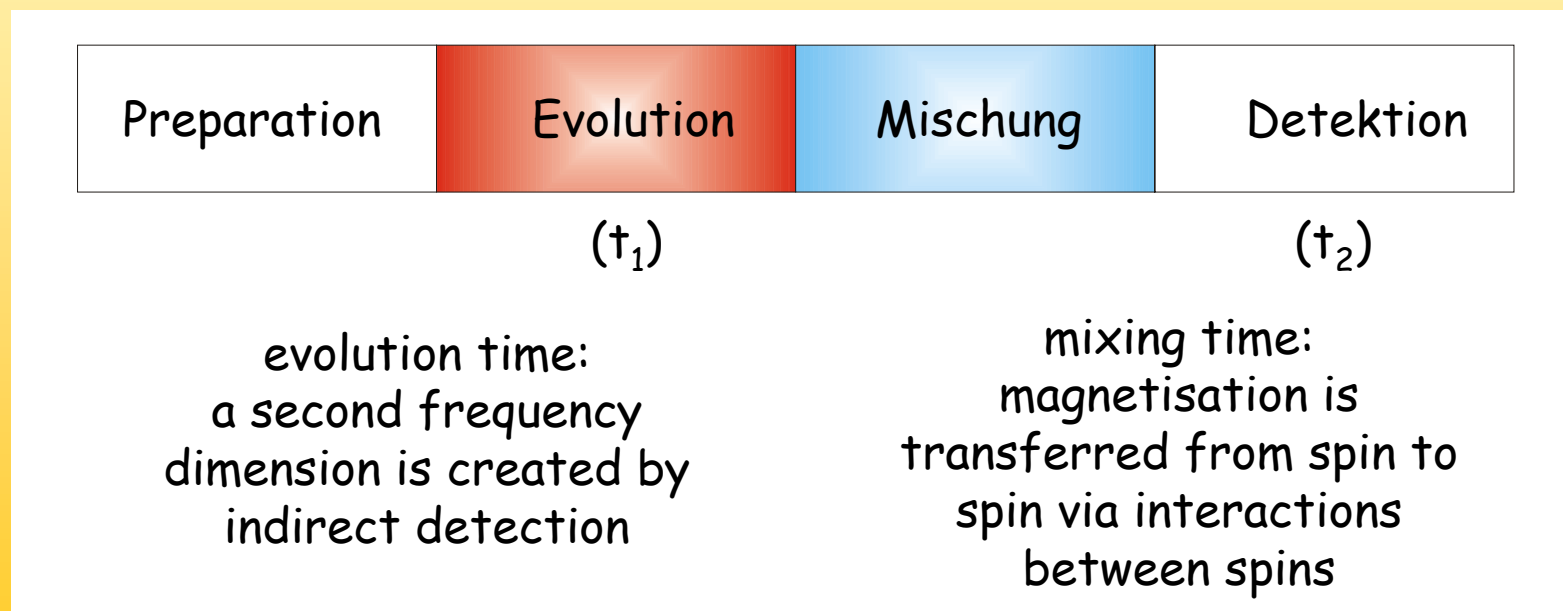 Preparation Evolution Mischung Detektion
(t₁) (t₂)
evolution time:
a second frequency
dimension is created by
indirect detection
mixing time:
magnetisation is
transferred from spin to
spin via interactions
between spins